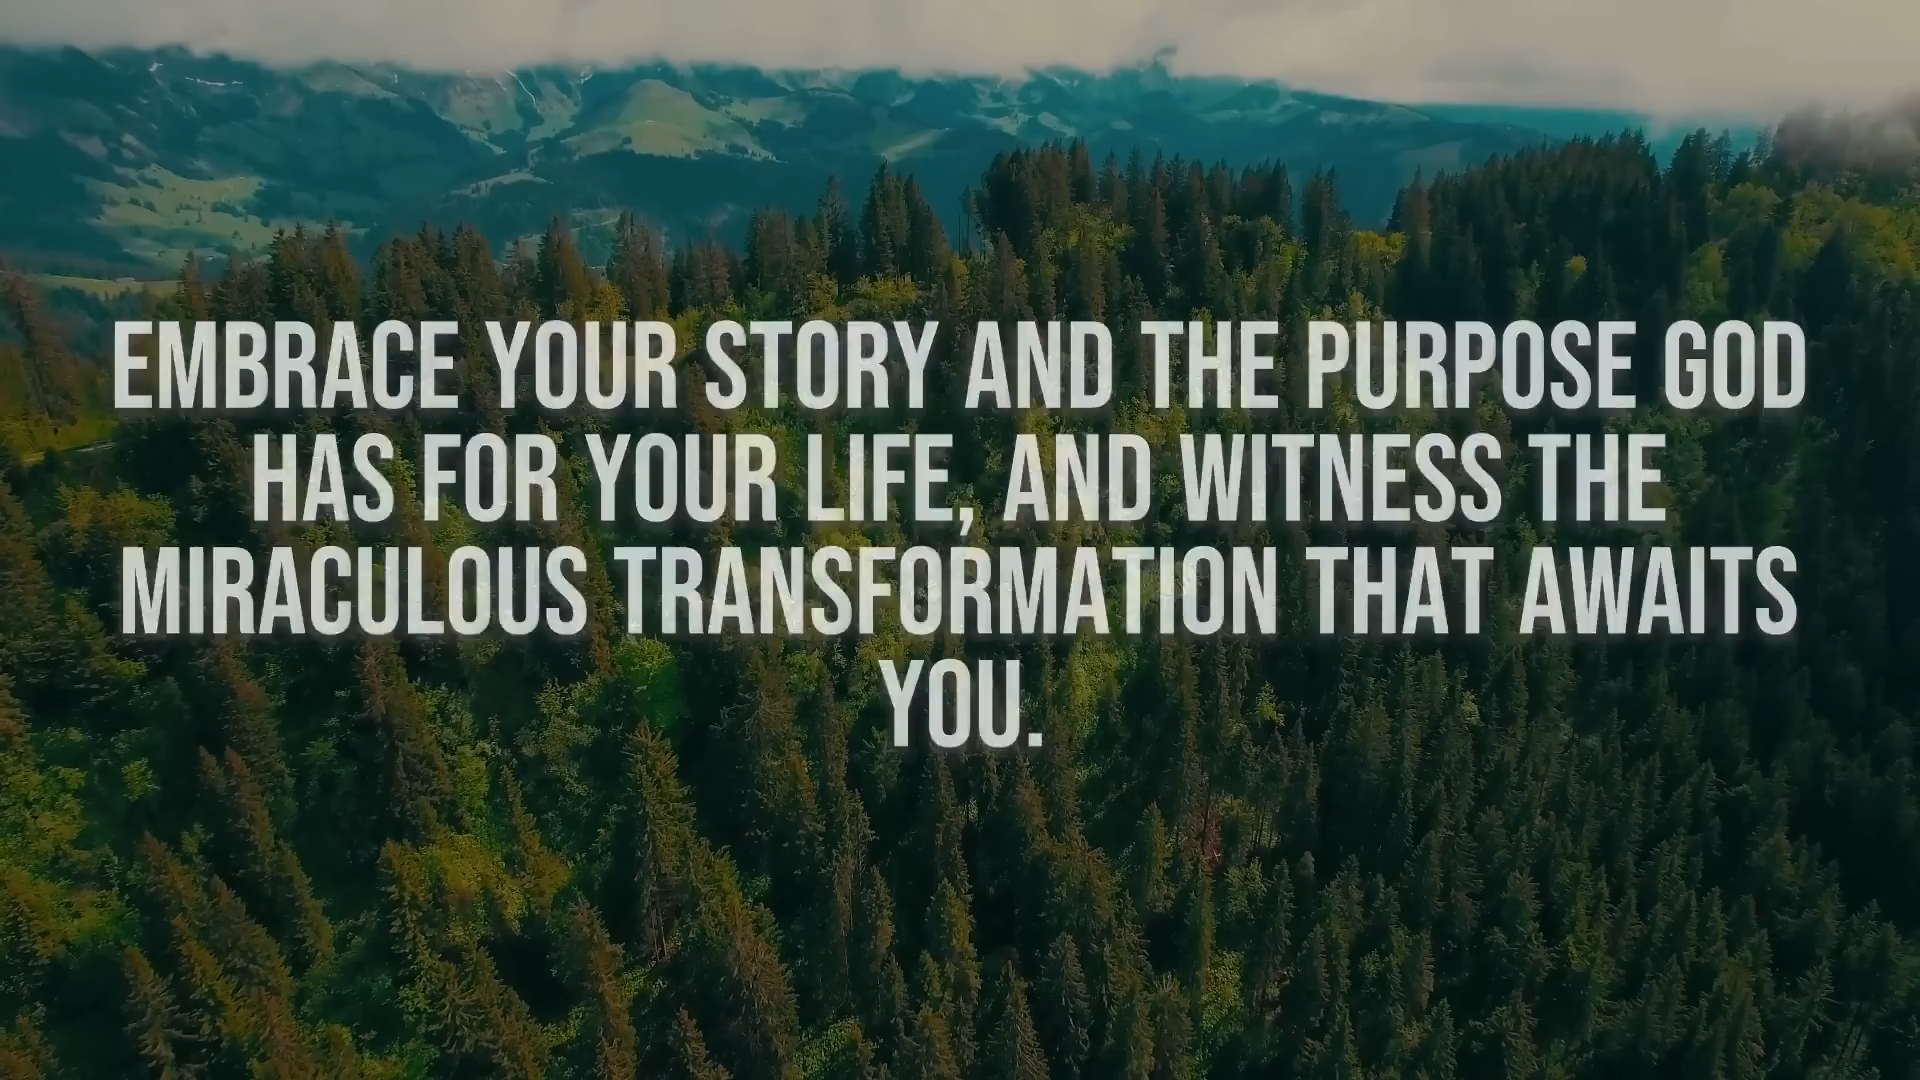 EMBRACE YOUR STORY AND THE PURPOSE GOD
HAS FOR YOUR LIFE, AND WITNESS THE
MIRACULOUS TRANSFORMATION THAT AWAITS
YOU.